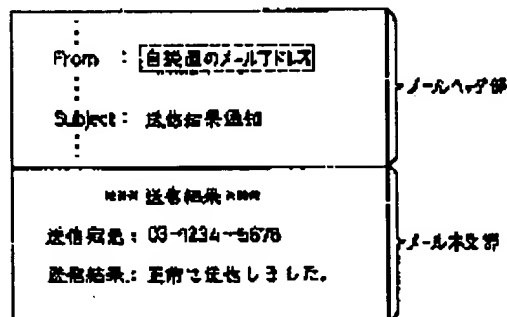 From : 自装置のメールアドレス
メールヘッダ部
Subject : 送信結果通知
*** 送信結果 ***
送信宛先 : 03-1234-5678
メール本文部
送信結果 : 正常に送信しました。